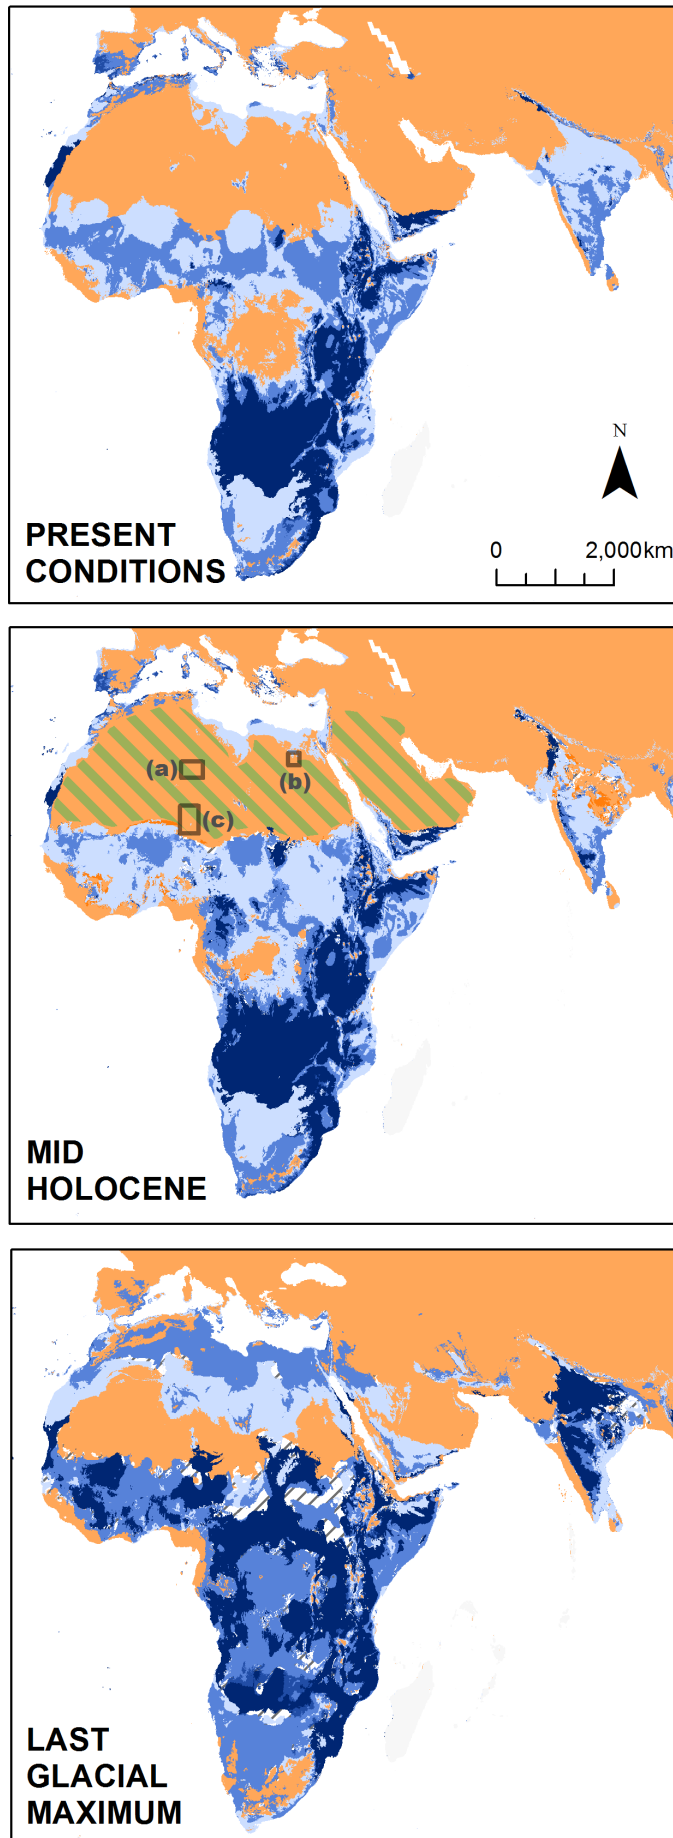 N
0 2,000km
PRESENT
CONDITIONS
(a)
(b)
(c)
MID
HOLOCENE
LAST
GLACIAL
MAXIMUM